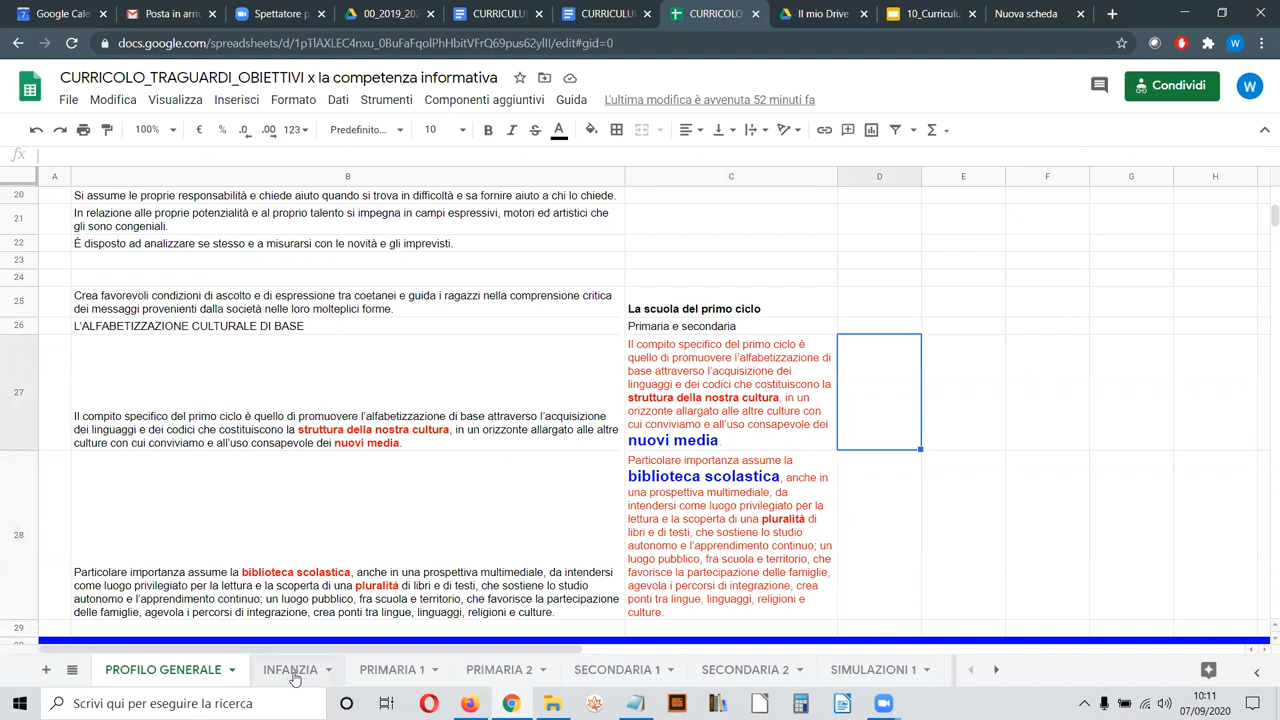 Google Cale
Posta in arri
Spettatore p
00_2019_202
CURRICULU
CURRICULU
CURRICOLO
Il mio Drive
10_Curriculu
Nuova scheda
docs.google.com/spreadsheets/d/
CURRICOLO_TRAGUARDI_OBIETTIVI x la competenza informativa
Condividi
W
File Modifica Visualizza Inserisci Formato Dati Strumenti Componenti aggiuntivi Guida L'ultima modifica è avvenuta 52 minuti fa
100% € % .0 .00 123 Predefinito... 10 B I S A
fx
A B C D E F G H
20 Si assume le proprie responsabilità e chiede aiuto quando si trova in difficoltà e sa fornire aiuto a chi lo chiede.
21 In relazione alle proprie potenzialità e al proprio talento si impegna in campi espressivi, motori ed artistici che
gli sono congeniali.
22 È disposto ad analizzare se stesso e a misurarsi con le novità e gli imprevisti.
23
24
25 Crea favorevoli condizioni di ascolto e di espressione tra coetanei e guida i ragazzi nella comprensione critica
dei messaggi provenienti dalla società nelle loro molteplici forme.
La scuola del primo ciclo
26 L'ALFABETIZZAZIONE CULTURALE DI BASE
Primaria e secondaria
27
Il compito specifico del primo ciclo è quello di promuovere l'alfabetizzazione di base attraverso l'acquisizione
dei linguaggi e dei codici che costituiscono la struttura della nostra cultura, in un orizzonte allargato alle altre
culture con cui conviviamo e all'uso consapevole dei nuovi media.
Il compito specifico del primo ciclo è
quello di promuovere l'alfabetizzazione di
base attraverso l'acquisizione dei
linguaggi e dei codici che costituiscono la
struttura della nostra cultura, in un
orizzonte allargato alle altre culture con
cui conviviamo e all'uso consapevole dei
nuovi media.
28
Particolare importanza assume la biblioteca scolastica, anche in una prospettiva multimediale, da intendersi
come luogo privilegiato per la lettura e la scoperta di una pluralità di libri e di testi, che sostiene lo studio
autonomo e l'apprendimento continuo; un luogo pubblico, fra scuola e territorio, che favorisce la partecipazione
delle famiglie, agevola i percorsi di integrazione, crea ponti tra lingue, linguaggi, religioni e culture.
Particolare importanza assume la
biblioteca scolastica, anche in
una prospettiva multimediale, da
intendersi come luogo privilegiato per la
lettura e la scoperta di una pluralità di
libri e di testi, che sostiene lo studio
autonomo e l'apprendimento continuo; un
luogo pubblico, fra scuola e territorio, che
favorisce la partecipazione delle famiglie,
agevola i percorsi di integrazione, crea
ponti tra lingue, linguaggi, religioni e
culture.
29
PROFILO GENERALE INFANZIA PRIMARIA 1 PRIMARIA 2 SECONDARIA 1 SECONDARIA 2 SIMULAZIONI 1
Scrivi qui per eseguire la ricerca
10:11
07/09/2020